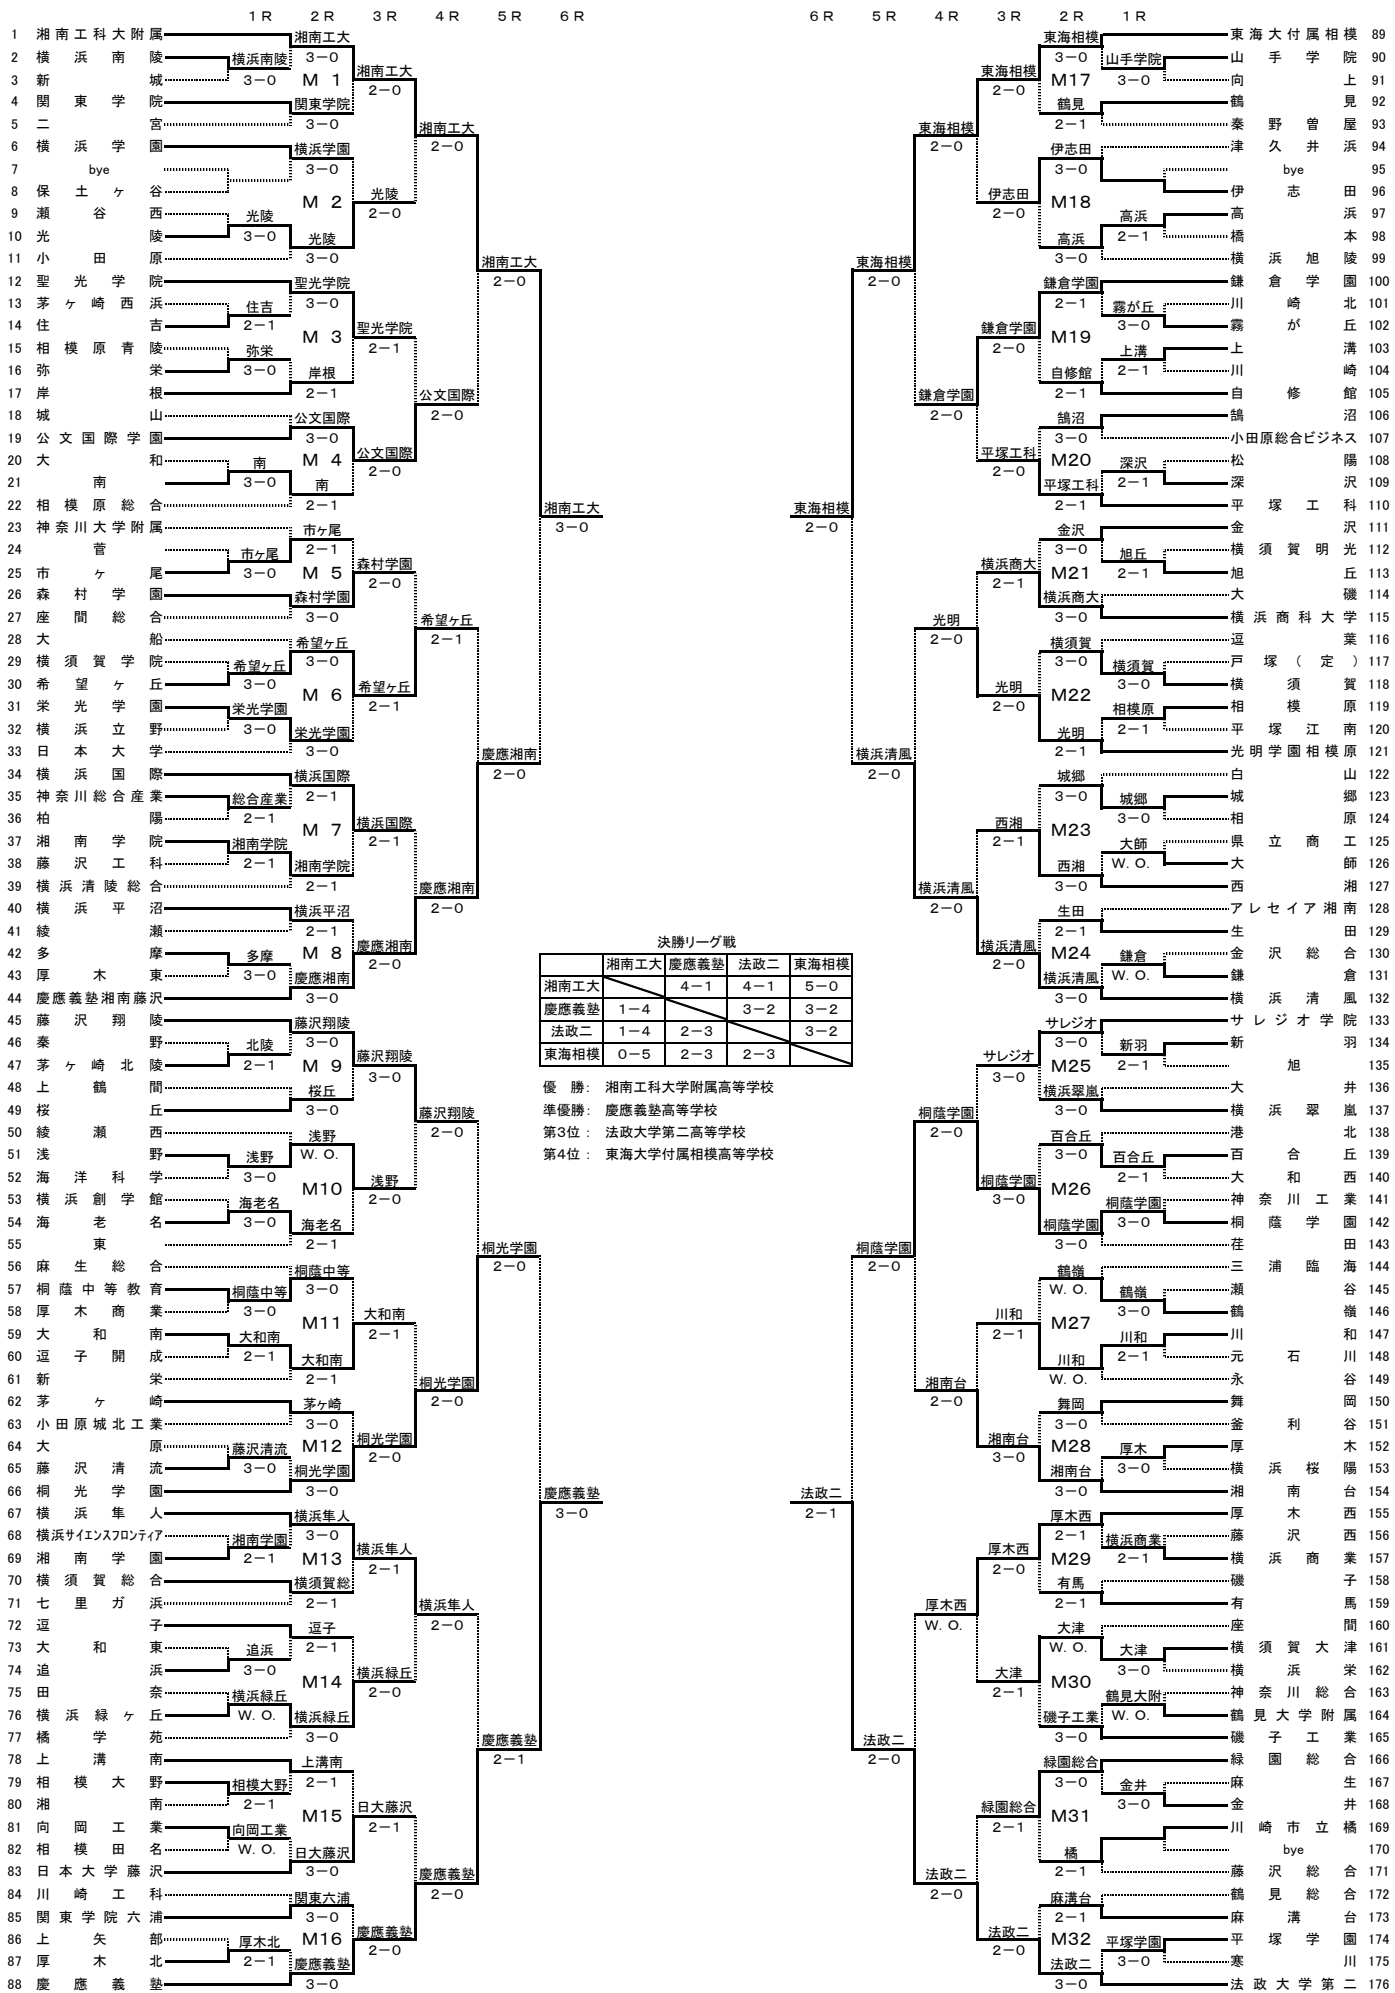 1R 2R 3R 4R 5R 6R
6R 5R 4R 3R 2R 1R
1 湘南工科大附属
2 横浜南陵
3 新城
4 関東学院
5 二宮
6 横浜学園
7 bye
8 保土ヶ谷
9 瀬谷西
10 光陵
11 小田原
12 聖光学院
13 茅ヶ崎西浜
14 住吉
15 相模原青陵
16 弥栄
17 岸根
18 城山
19 公文国際学園
20 大和
21 南
22 相模原総合
23 神奈川大学附属
24 菅
25 市ヶ尾
26 森村学園
27 座間総合
28 大船
29 横須賀学院
30 希望ヶ丘
31 栄光学園
32 横浜立野
33 日本大学
34 横浜国際
35 神奈川総合産業
36 柏陽
37 湘南学院
38 藤沢工科
39 横浜清陵総合
40 横浜平沼
41 綾瀬
42 多摩
43 厚木東
44 慶應義塾湘南藤沢
45 藤沢翔陵
46 秦野
47 茅ヶ崎北陵
48 上鶴間
49 桜丘
50 綾瀬西
51 浅野
52 海洋科学
53 横浜創学館
54 海老名
55 東
56 麻生総合
57 桐蔭中等教育
58 厚木商業
59 大和南
60 逗子開成
61 新栄
62 茅ヶ崎
63 小田原城北工業
64 大原
65 藤沢清流
66 桐光学園
67 横浜隼人
68 横浜サイエンスフロンティア
69 湘南学園
70 横須賀総合
71 七里ガ浜
72 逗子
73 大和東
74 追浜
75 田奈
76 横浜緑ヶ丘
77 橘学苑
78 上溝南
79 相模大野
80 湘南
81 向岡工業
82 相模田名
83 日本大学藤沢
84 川崎工科
85 関東学院六浦
86 上矢部
87 厚木北
88 慶應義塾
横浜南陵 3-0
光陵 3-0
住吉 2-1
弥栄 3-0
南 3-0
市ヶ尾 3-0
希望ヶ丘 3-0
栄光学園 3-0
総合産業 2-1
湘南学院 2-1
多摩 3-0
北陵 2-1
浅野 3-0
海老名 3-0
桐蔭中等 3-0
大和南 2-1
藤沢清流 3-0
湘南学園 2-1
追浜 3-0
横浜緑丘 W.O.
相模大野 2-1
向岡工業 W.O.
厚木北 2-1
湘南工大 3-0
M 1
関東学院 3-0
横浜学園 3-0
M 2
光陵 3-0
聖光学院 3-0
M 3
岸根 2-1
公文国際 3-0
M 4
南 2-1
市ヶ尾 2-1
M 5
森村学園 3-0
希望ヶ丘 3-0
M 6
栄光学園 3-0
横浜国際 2-1
M 7
湘南学院 2-1
横浜平沼 2-1
M 8
慶應湘南 3-0
藤沢翔陵 3-0
M 9
桜丘 3-0
浅野 W.O.
M10
海老名 2-1
桐蔭中等 3-0
M11
大和南 2-1
茅ヶ崎 3-0
M12
桐光学園 3-0
横浜隼人 3-0
M13
横須賀総 2-1
逗子 2-1
M14
横浜緑丘 3-0
上溝南 2-1
M15
日大藤沢 3-0
関東六浦 3-0
M16
慶應義塾 3-0
湘南工大 2-0
光陵 2-0
聖光学院 2-1
公文国際 2-0
森村学園 2-0
希望ヶ丘 2-1
横浜国際 2-1
慶應湘南 2-0
藤沢翔陵 3-0
浅野 2-0
大和南 2-1
桐光学園 2-0
横浜隼人 2-1
横浜緑丘 2-0
日大藤沢 2-1
慶應義塾 2-0
湘南工大 2-0
公文国際 2-0
希望ヶ丘 2-1
慶應湘南 2-0
藤沢翔陵 2-0
桐光学園 2-0
横浜隼人 2-0
慶應義塾 2-0
湘南工大 2-0
慶應湘南 2-0
桐光学園 2-0
慶應義塾 2-1
湘南工大 3-0
慶應義塾 3-0
決勝リーグ戦
湘南工大 慶應義塾 法政二 東海相模
湘南工大 4-1 4-1 5-0
慶應義塾 1-4 3-2 3-2
法政二 1-4 2-3 3-2
東海相模 0-5 2-3 2-3
優 勝: 湘南工科大学附属高等学校
準優勝: 慶應義塾高等学校
第3位: 法政大学第二高等学校
第4位: 東海大学付属相模高等学校
東海相模 2-0
法政二 2-1
東海相模 2-0
横浜清風 2-0
桐蔭学園 2-0
法政二 2-0
東海相模 2-0
鎌倉学園 2-0
光明 2-0
横浜清風 2-0
桐蔭学園 2-0
湘南台 2-0
厚木西 W.O.
法政二 2-0
東海相模 2-0
伊志田 2-0
鎌倉学園 2-0
平塚工科 2-0
横浜商大 2-1
光明 2-0
西湘 2-1
横浜清風 2-0
サレジオ 3-0
桐蔭学園 3-0
川和 2-1
湘南台 3-0
厚木西 2-0
大津 2-1
緑園総合 2-1
法政二 2-0
東海相模 3-0
M17
鶴見 2-1
伊志田 3-0
M18
高浜 3-0
鎌倉学園 2-1
M19
自修館 2-1
鵠沼 3-0
M20
平塚工科 2-1
金沢 3-0
M21
横浜商大 3-0
横須賀 3-0
M22
光明 2-1
城郷 3-0
M23
西湘 3-0
生田 2-1
M24
横浜清風 3-0
サレジオ 3-0
M25
横浜翠嵐 3-0
百合丘 3-0
M26
桐蔭学園 3-0
鶴嶺 W.O.
M27
川和 W.O.
舞岡 3-0
M28
湘南台 3-0
厚木西 2-1
M29
有馬 2-1
大津 W.O.
M30
磯子工業 3-0
緑園総合 3-0
M31
橘 2-1
麻溝台 2-1
M32
法政二 3-0
山手学院 3-0
高浜 2-1
霧が丘 3-0
上溝 2-1
深沢 2-1
旭丘 2-1
横須賀 3-0
相模原 2-1
城郷 3-0
大師 W.O.
鎌倉 W.O.
新羽 2-1
百合丘 2-1
桐蔭学園 3-0
鶴嶺 3-0
川和 2-1
厚木 3-0
横浜商業 2-1
大津 3-0
鶴見大附 W.O.
金井 3-0
平塚学園 3-0
東海大付属相模 89
山手学院 90
向上 91
鶴見 92
秦野曽屋 93
津久井浜 94
bye 95
伊志田 96
高浜 97
橋本 98
横浜旭陵 99
鎌倉学園 100
川崎北 101
霧が丘 102
上溝 103
川崎 104
自修館 105
鵠沼 106
小田原総合ビジネス 107
松陽 108
深沢 109
平塚工科 110
金沢 111
横須賀明光 112
旭丘 113
大磯 114
横浜商科大学 115
逗葉 116
戸塚(定) 117
横須賀 118
相模原 119
平塚江南 120
光明学園相模原 121
白山 122
城郷 123
相原 124
県立商工 125
大師 126
西湘 127
アレセイア湘南 128
生田 129
金沢総合 130
鎌倉 131
横浜清風 132
サレジオ学院 133
新羽 134
旭 135
大井 136
横浜翠嵐 137
港北 138
百合丘 139
大和西 140
神奈川工業 141
桐蔭学園 142
荏田 143
三浦臨海 144
瀬谷 145
鶴嶺 146
川和 147
元石川 148
永谷 149
舞岡 150
釜利谷 151
厚木 152
横浜桜陽 153
湘南台 154
厚木西 155
藤沢西 156
横浜商業 157
磯子 158
有馬 159
座間 160
横須賀大津 161
横浜栄 162
神奈川総合 163
鶴見大学附属 164
磯子工業 165
緑園総合 166
麻生 167
金井 168
川崎市立橘 169
bye 170
藤沢総合 171
鶴見総合 172
麻溝台 173
平塚学園 174
寒川 175
法政大学第二 176